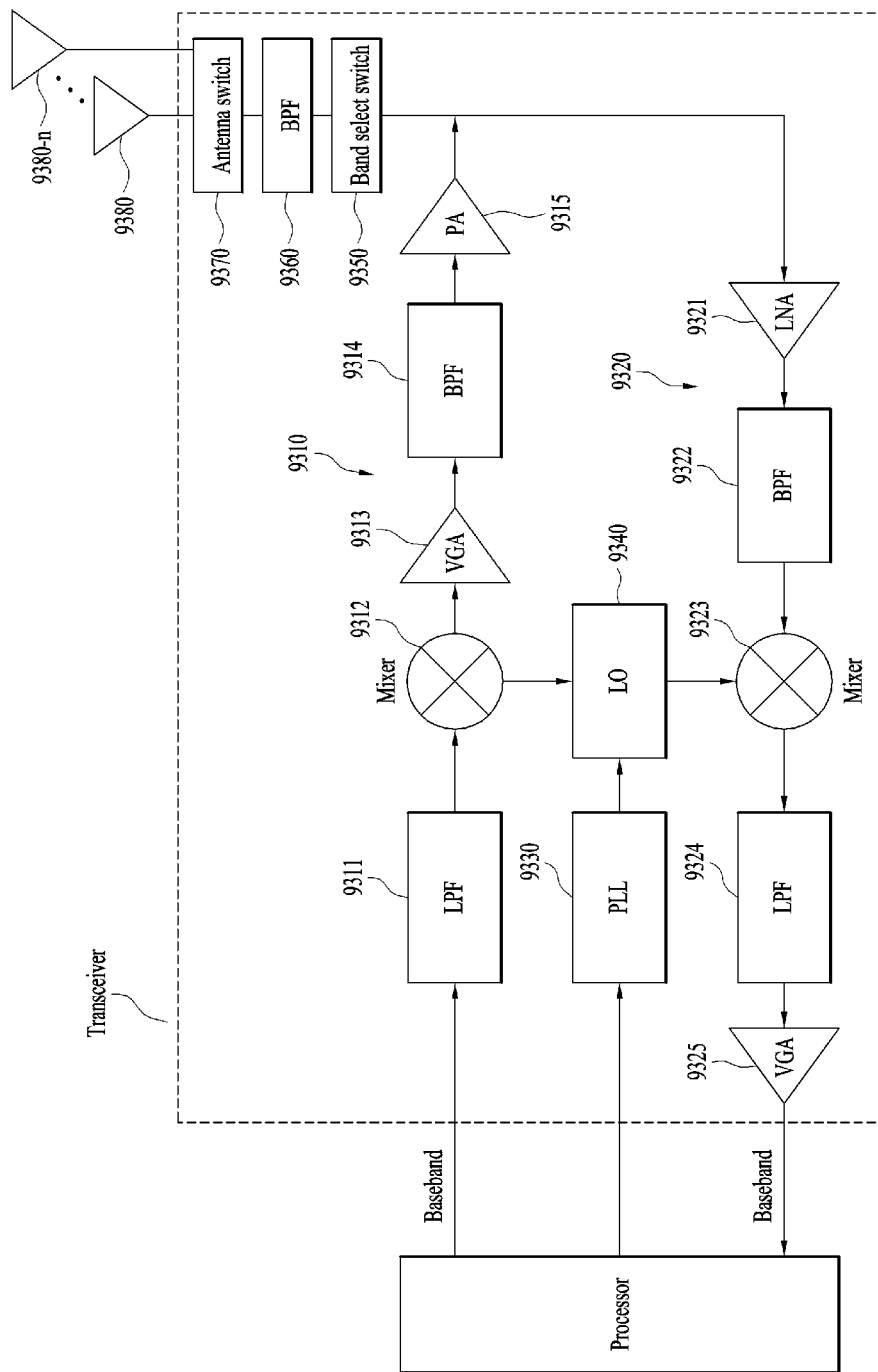 9380-n
9380
Antenna switch
9370
BPF
9360
Band select switch
9350
Transceiver
PA
9315
9314
BPF
9310
9313
VGA
9312
Mixer
9311
LPF
9340
LO
9330
PLL
9321
LNA
9320
9322
BPF
9323
Mixer
9324
LPF
9325
VGA
Baseband
Baseband
Processor